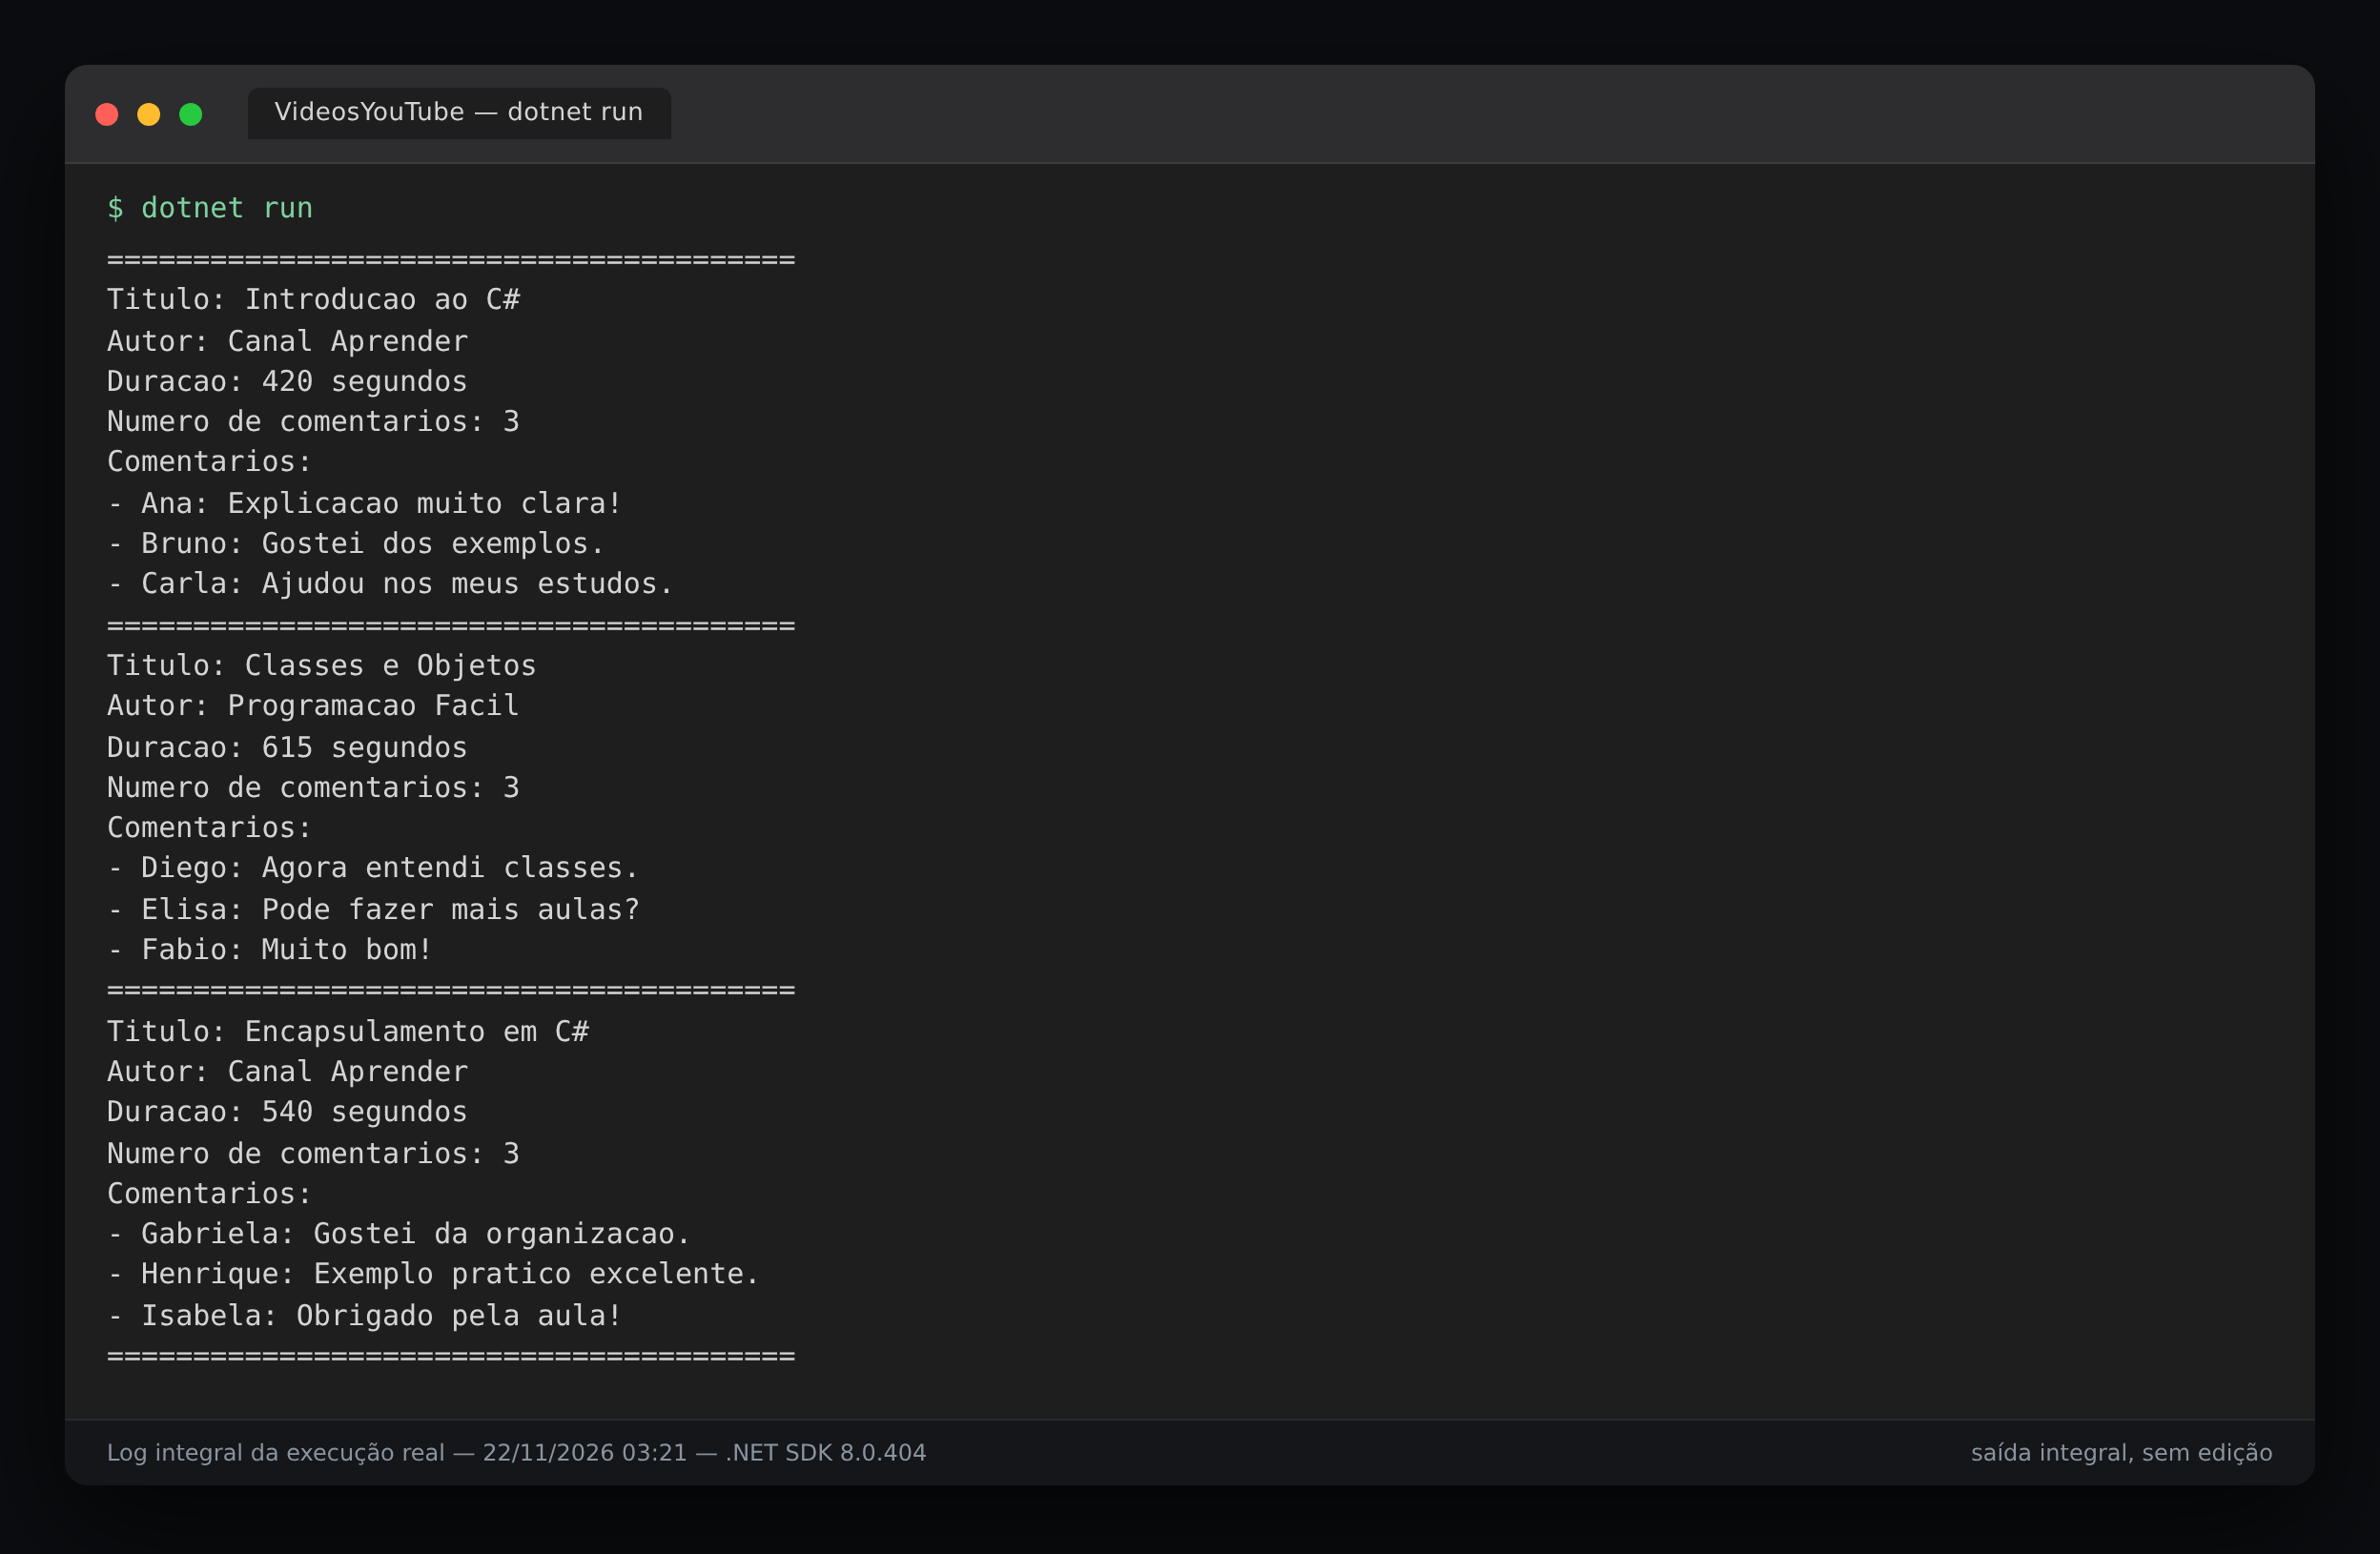 VideosYouTube — dotnet run
$ dotnet run
========================================
Titulo: Introducao ao C#
Autor: Canal Aprender
Duracao: 420 segundos
Numero de comentarios: 3
Comentarios:
- Ana: Explicacao muito clara!
- Bruno: Gostei dos exemplos.
- Carla: Ajudou nos meus estudos.
========================================
Titulo: Classes e Objetos
Autor: Programacao Facil
Duracao: 615 segundos
Numero de comentarios: 3
Comentarios:
- Diego: Agora entendi classes.
- Elisa: Pode fazer mais aulas?
- Fabio: Muito bom!
========================================
Titulo: Encapsulamento em C#
Autor: Canal Aprender
Duracao: 540 segundos
Numero de comentarios: 3
Comentarios:
- Gabriela: Gostei da organizacao.
- Henrique: Exemplo pratico excelente.
- Isabela: Obrigado pela aula!
========================================
Log integral da execução real — 22/11/2026 03:21 — .NET SDK 8.0.404
saída integral, sem edição